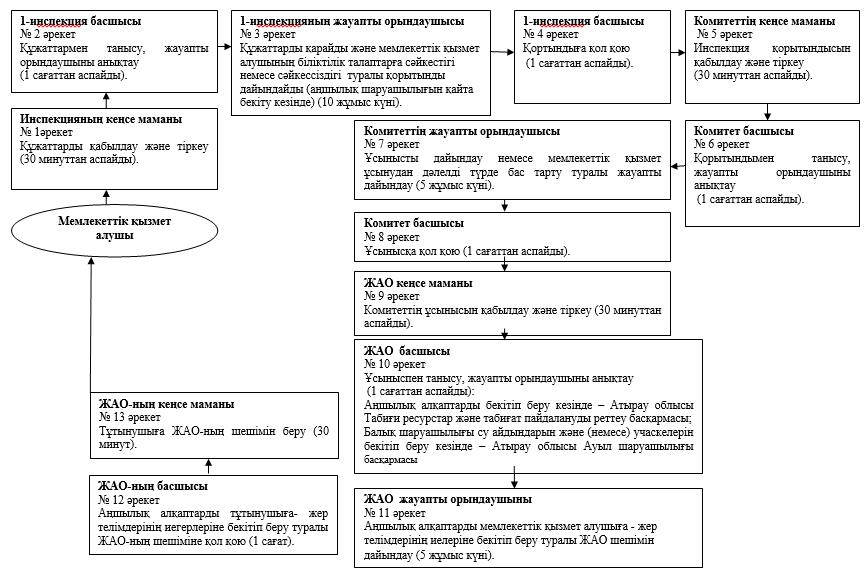 1-инспекция басшысы
№ 2 әрекет
Құжаттармен танысу, жауапты
орындаушыны анықтау
(1 сағаттан аспайды).
1-инспекцияның жауапты орындаушысы
№ 3 әрекет
Құжаттарды қарайды және мемлекеттік қызмет
алушының біліктілік талаптарға сәйкестігі
немесе сәйкессіздігі туралы қорытынды
дайындайды (аңшылық шаруашылығын қайта
бекіту кезінде) (10 жұмыс күні).
1-инспекция басшысы
№ 4 әрекет
Қортындыға қол қою
(1 сағаттан аспайды).
Комитеттің кеңсе маманы
№ 5 әрекет
Инспекция қорытындысын
қабылдау және тіркеу
(30 минуттан аспайды).
Инспекцияның кеңсе маманы
№ 1әрекет
Құжаттарды қабылдау және тіркеу
(30 минуттан аспайды).
Комитеттің жауапты орындаушысы
№ 7 әрекет
Ұсынысты дайындау немесе мемлекеттік қызмет
ұсынудан дәлелді түрде бас тарту туралы жауапты
дайындау (5 жұмыс күні).
Комитет басшысы
№ 6 әрекет
Қорытындымен танысу,
жауапты орындаушыны
анықтау
(1 сағаттан аспайды).
Мемлекеттік қызмет
алушы
Комитет басшысы
№ 8 әрекет
Ұсынысқа қол қою (1 сағаттан аспайды).
ЖАО кеңсе маманы
№ 9 әрекет
Комитеттің ұсынысын қабылдау және тіркеу (30 минуттан
аспайды).
ЖАО басшысы
№ 10 әрекет
Ұсыныспен танысу, жауапты орындаушыны анықтау
(1 сағаттан аспайды):
Аңшылық алқаптарды бекітіп беру кезінде – Атырау облысы
Табиғи ресурстар және табиғат пайдалануды реттеу басқармасы;
Балық шаруашылығы су айдындарын және (немесе) учаскелерін
бекітіп беру кезінде – Атырау облысы Ауыл шаруашылығы
басқармасы
ЖАО-ның кеңсе маманы
№ 13 әрекет
Тұтынушыға ЖАО-ның шешімін беру (30
минут).
ЖАО-ның басшысы
№ 12 әрекет
Аңшылық алқаптарды тұтынушыға- жер
телімдерінің иегерлеріне бекітіп беру туралы
ЖАО-ның шешіміне қол қою (1 сағат).
ЖАО жауапты орындаушыны
№ 11 әрекет
Аңшылық алқаптарды мемлекеттік қызмет алушыға - жер
телімдерінің иелеріне бекітіп беру туралы ЖАО шешімін
дайындау (5 жұмыс күні).